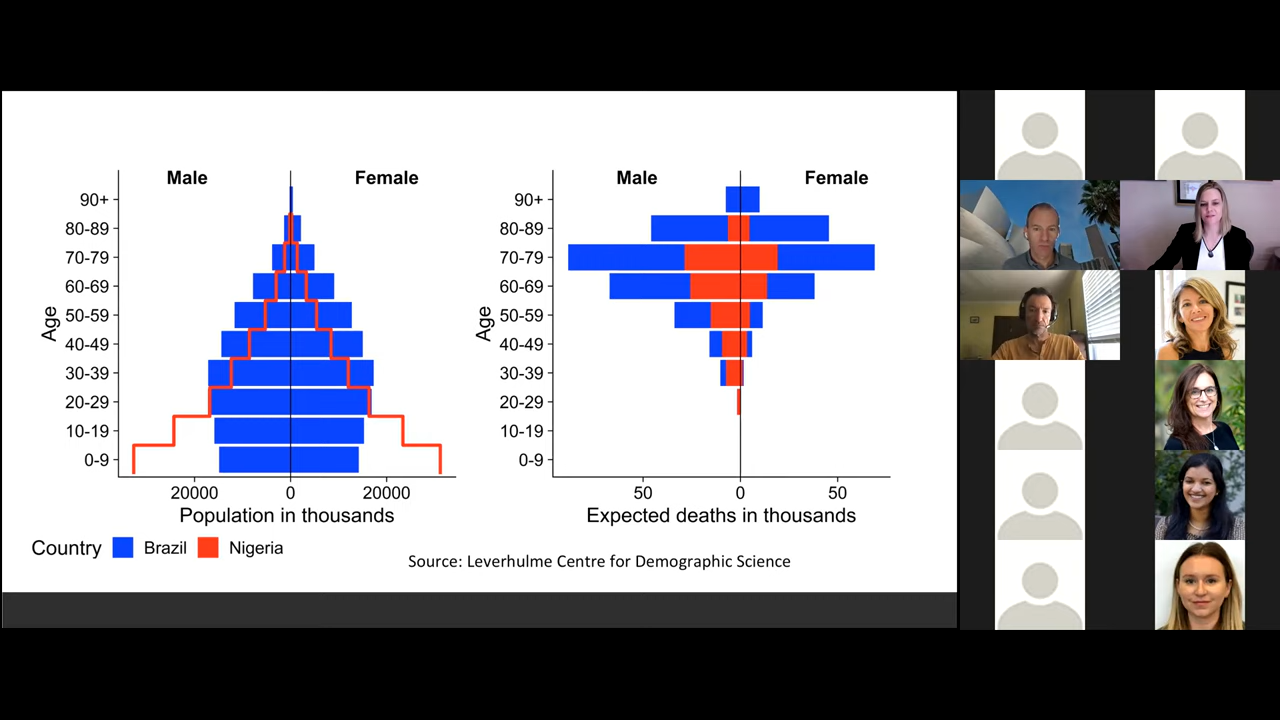 Male Female
90+
80-89
70-79
60-69
50-59
40-49
30-39
20-29
10-19
0-9
Age
20000 0 20000
Population in thousands
Male Female
90+
80-89
70-79
60-69
50-59
40-49
30-39
20-29
10-19
0-9
Age
50 0 50
Expected deaths in thousands
Country Brazil Nigeria
Source: Leverhulme Centre for Demographic Science